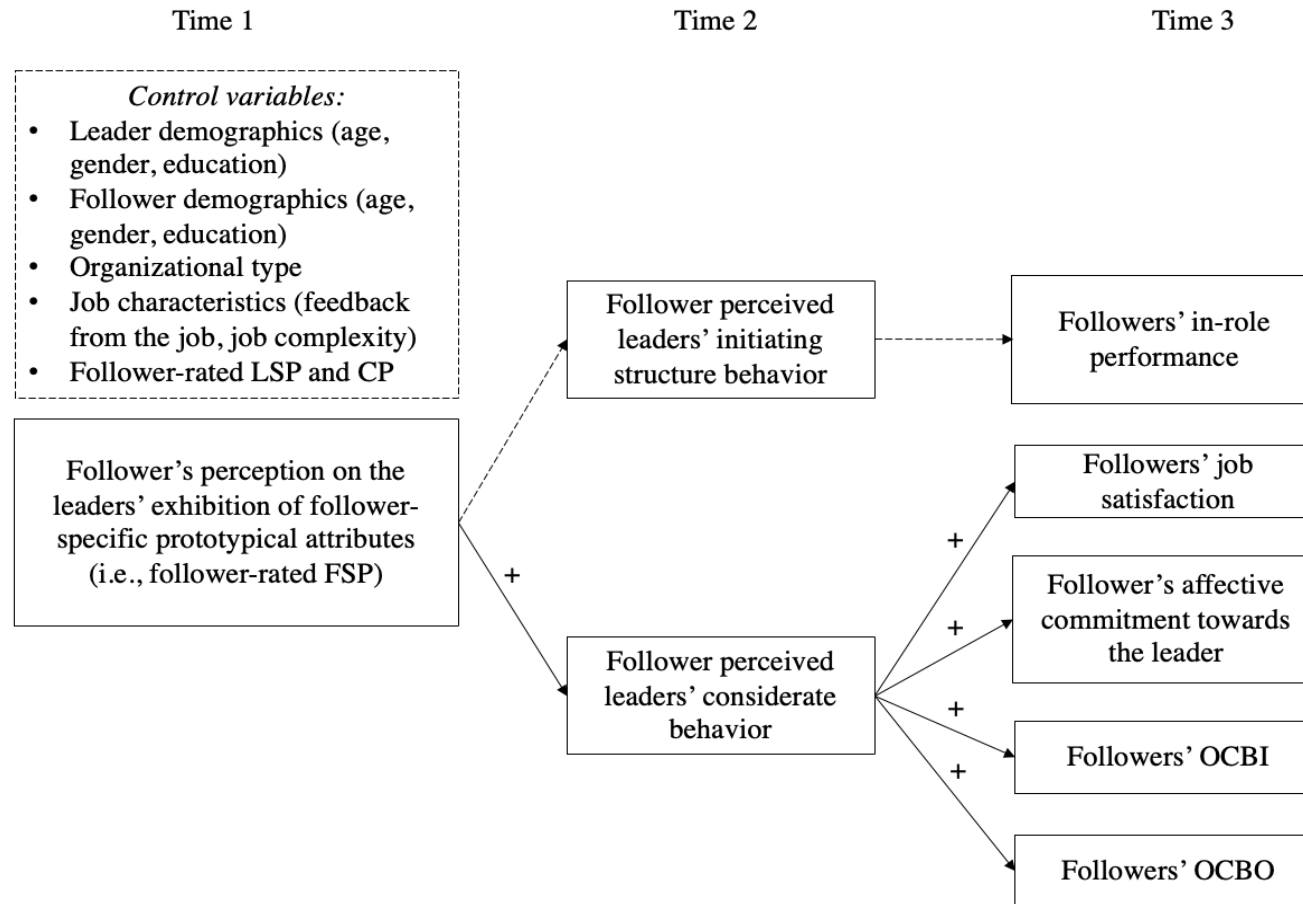 Time 1
Time 2
Time 3
Control variables:
• Leader demographics (age,
gender, education)
• Follower demographics (age,
gender, education)
• Organizational type
• Job characteristics (feedback
from the job, job complexity)
• Follower-rated LSP and CP
Follower’s perception on the
leaders’ exhibition of follower-
specific prototypical attributes
(i.e., follower-rated FSP)
+
Follower perceived
leaders’ initiating
structure behavior
Follower perceived
leaders’ considerate
behavior
+
+
+
+
Followers’ in-role
performance
Followers’ job
satisfaction
Follower’s affective
commitment towards
the leader
Followers’ OCBI
Followers’ OCBO